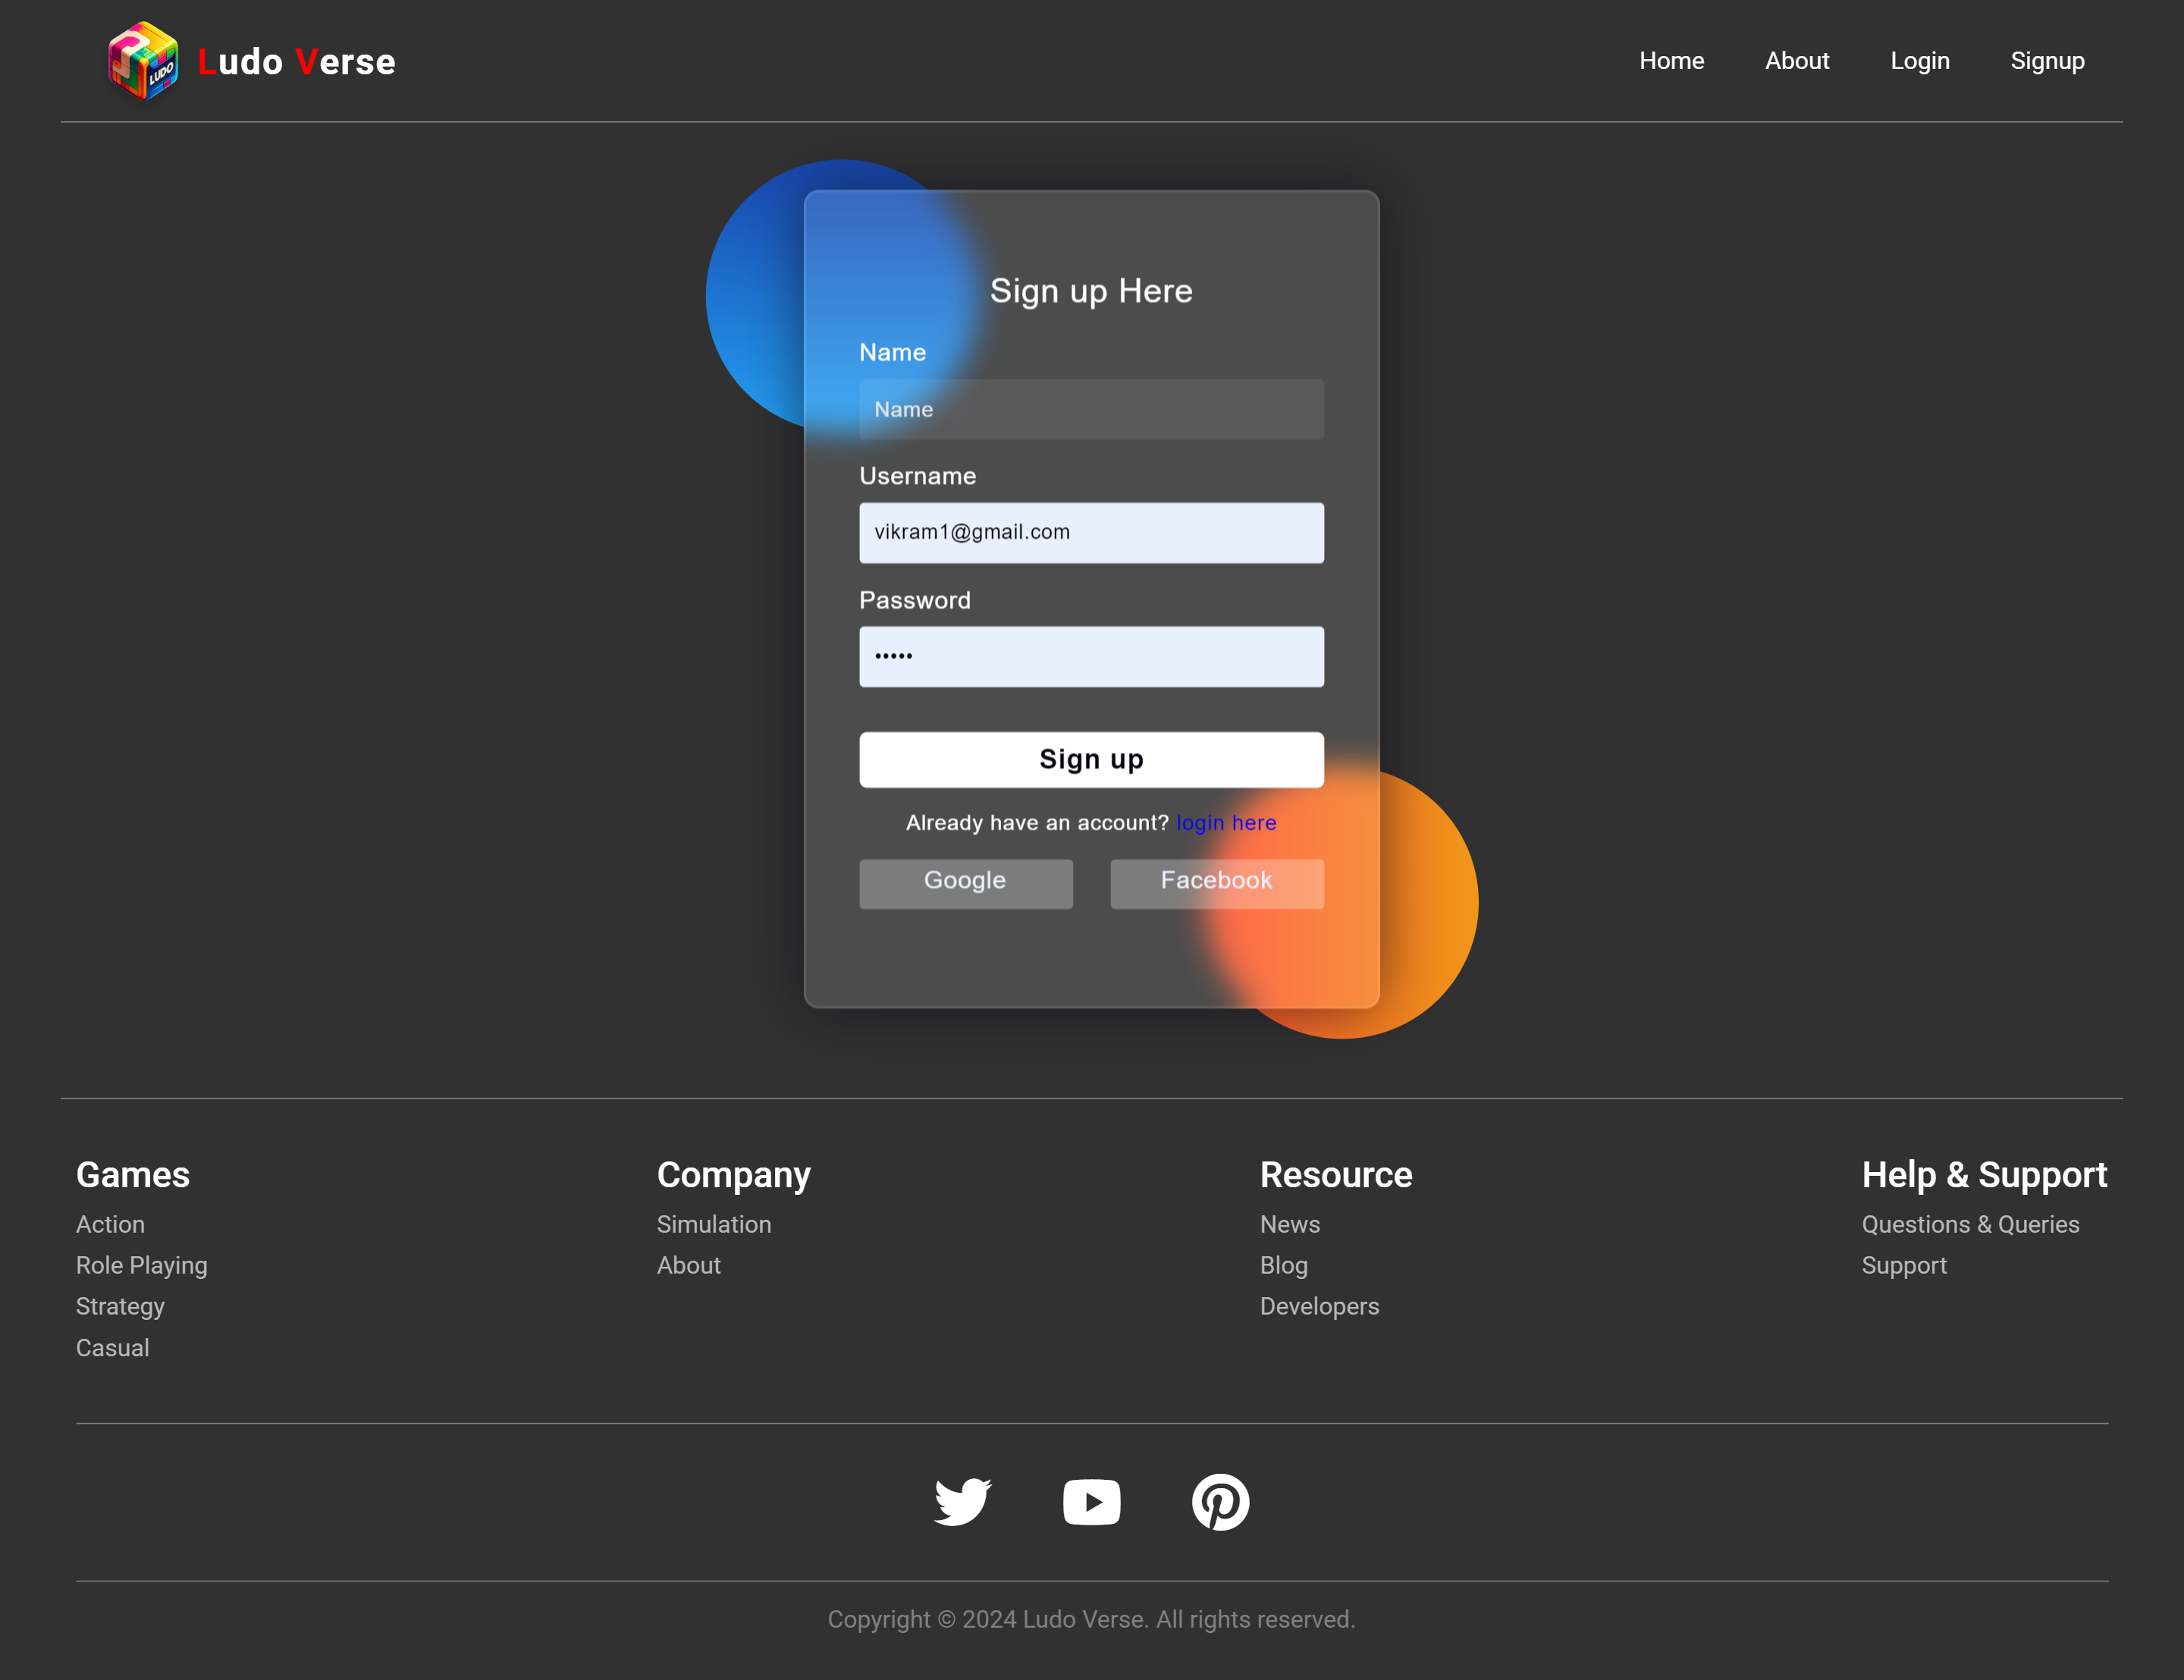 LUDO
Ludo Verse
Home About Login Signup
Sign up Here
Name
Name
Username
vikram1@gmail.com
Password
•••••
Sign up
Already have an account? login here
Google Facebook
Games
Action
Role Playing
Strategy
Casual
Company
Simulation
About
Resource
News
Blog
Developers
Help & Support
Questions & Queries
Support
Copyright © 2024 Ludo Verse. All rights reserved.